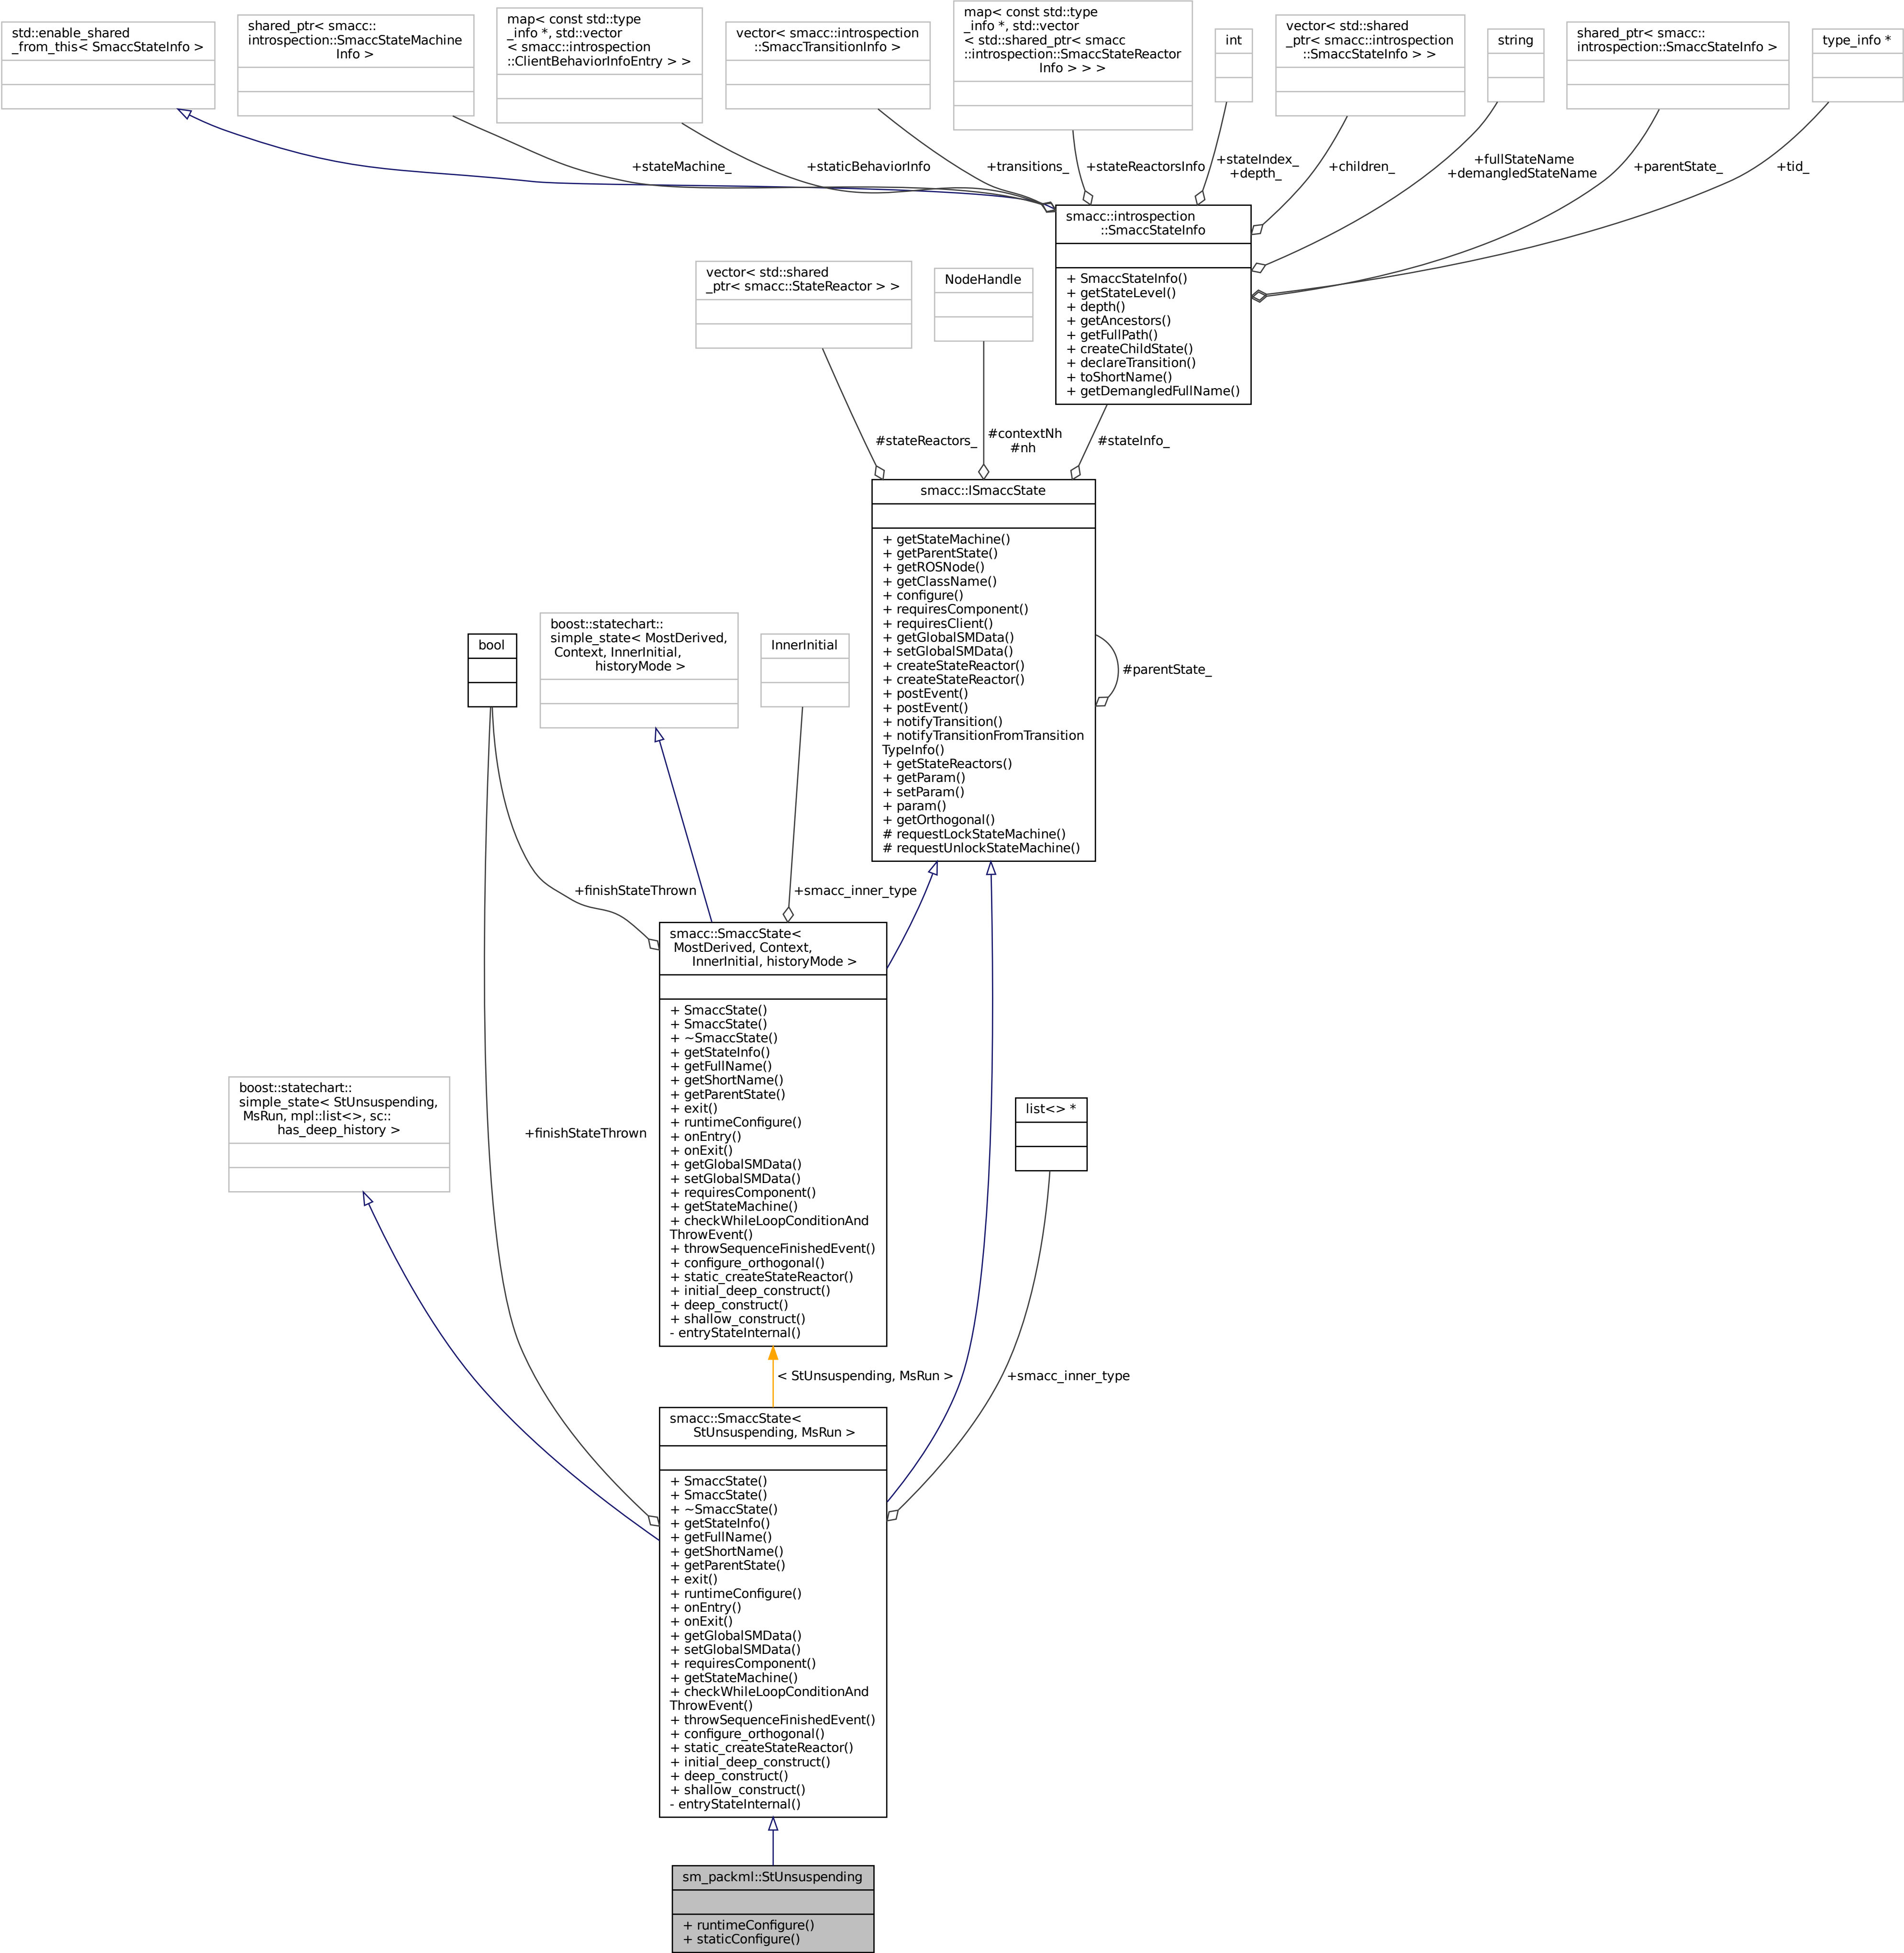 std::enable_shared
_from_this< SmaccStateInfo >
shared_ptr< smacc::
introspection::SmaccStateMachine
Info >
map< const std::type
_info *, std::vector
< smacc::introspection
::ClientBehaviorInfoEntry > >
vector< smacc::introspection
::SmaccTransitionInfo >
map< const std::type
_info *, std::vector
< std::shared_ptr< smacc
::introspection::SmaccStateReactor
Info > > >
int
vector< std::shared
_ptr< smacc::introspection
::SmaccStateInfo > >
string
shared_ptr< smacc::
introspection::SmaccStateInfo >
type_info *
+stateMachine_
+staticBehaviorInfo
+transitions_
+stateReactorsInfo
+stateIndex_
+depth_
+children_
+fullStateName
+demangledStateName
+parentState_
+tid_
smacc::introspection
::SmaccStateInfo
+ SmaccStateInfo()
+ getStateLevel()
+ depth()
+ getAncestors()
+ getFullPath()
+ createChildState()
+ declareTransition()
+ toShortName()
+ getDemangledFullName()
vector< std::shared
_ptr< smacc::StateReactor > >
NodeHandle
#stateReactors_
#contextNh
#nh
#stateInfo_
smacc::ISmaccState
+ getStateMachine()
+ getParentState()
+ getROSNode()
+ getClassName()
+ configure()
+ requiresComponent()
+ requiresClient()
+ getGlobalSMData()
+ setGlobalSMData()
+ createStateReactor()
+ createStateReactor()
+ postEvent()
+ postEvent()
+ notifyTransition()
+ notifyTransitionFromTransition
TypeInfo()
+ getStateReactors()
+ getParam()
+ setParam()
+ param()
+ getOrthogonal()
# requestLockStateMachine()
# requestUnlockStateMachine()
#parentState_
bool
boost::statechart::
simple_state< MostDerived,
Context, InnerInitial,
historyMode >
InnerInitial
+finishStateThrown
+smacc_inner_type
smacc::SmaccState<
MostDerived, Context,
InnerInitial, historyMode >
+ SmaccState()
+ SmaccState()
+ ~SmaccState()
+ getStateInfo()
+ getFullName()
+ getShortName()
+ getParentState()
+ exit()
+ runtimeConfigure()
+ onEntry()
+ onExit()
+ getGlobalSMData()
+ setGlobalSMData()
+ requiresComponent()
+ getStateMachine()
+ checkWhileLoopConditionAnd
ThrowEvent()
+ throwSequenceFinishedEvent()
+ configure_orthogonal()
+ static_createStateReactor()
+ initial_deep_construct()
+ deep_construct()
+ shallow_construct()
- entryStateInternal()
boost::statechart::
simple_state< StUnsuspending,
MsRun, mpl::list<>, sc::
has_deep_history >
+finishStateThrown
list<> *
< StUnsuspending, MsRun >
+smacc_inner_type
smacc::SmaccState<
StUnsuspending, MsRun >
+ SmaccState()
+ SmaccState()
+ ~SmaccState()
+ getStateInfo()
+ getFullName()
+ getShortName()
+ getParentState()
+ exit()
+ runtimeConfigure()
+ onEntry()
+ onExit()
+ getGlobalSMData()
+ setGlobalSMData()
+ requiresComponent()
+ getStateMachine()
+ checkWhileLoopConditionAnd
ThrowEvent()
+ throwSequenceFinishedEvent()
+ configure_orthogonal()
+ static_createStateReactor()
+ initial_deep_construct()
+ deep_construct()
+ shallow_construct()
- entryStateInternal()
sm_packml::StUnsuspending
+ runtimeConfigure()
+ staticConfigure()